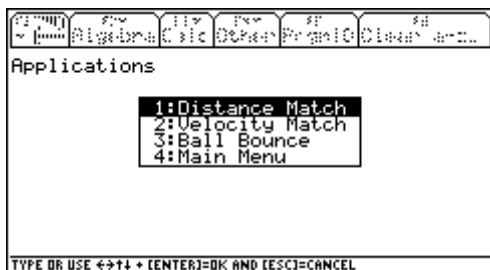 Algebra Calc Other PrgmIO Clean
Applications
1:Distance Match
2:Velocity Match
3:Ball Bounce
4:Main Menu
TYPE OR USE ←→↑↓ + [ENTER]=OK AND [ESC]=CANCEL